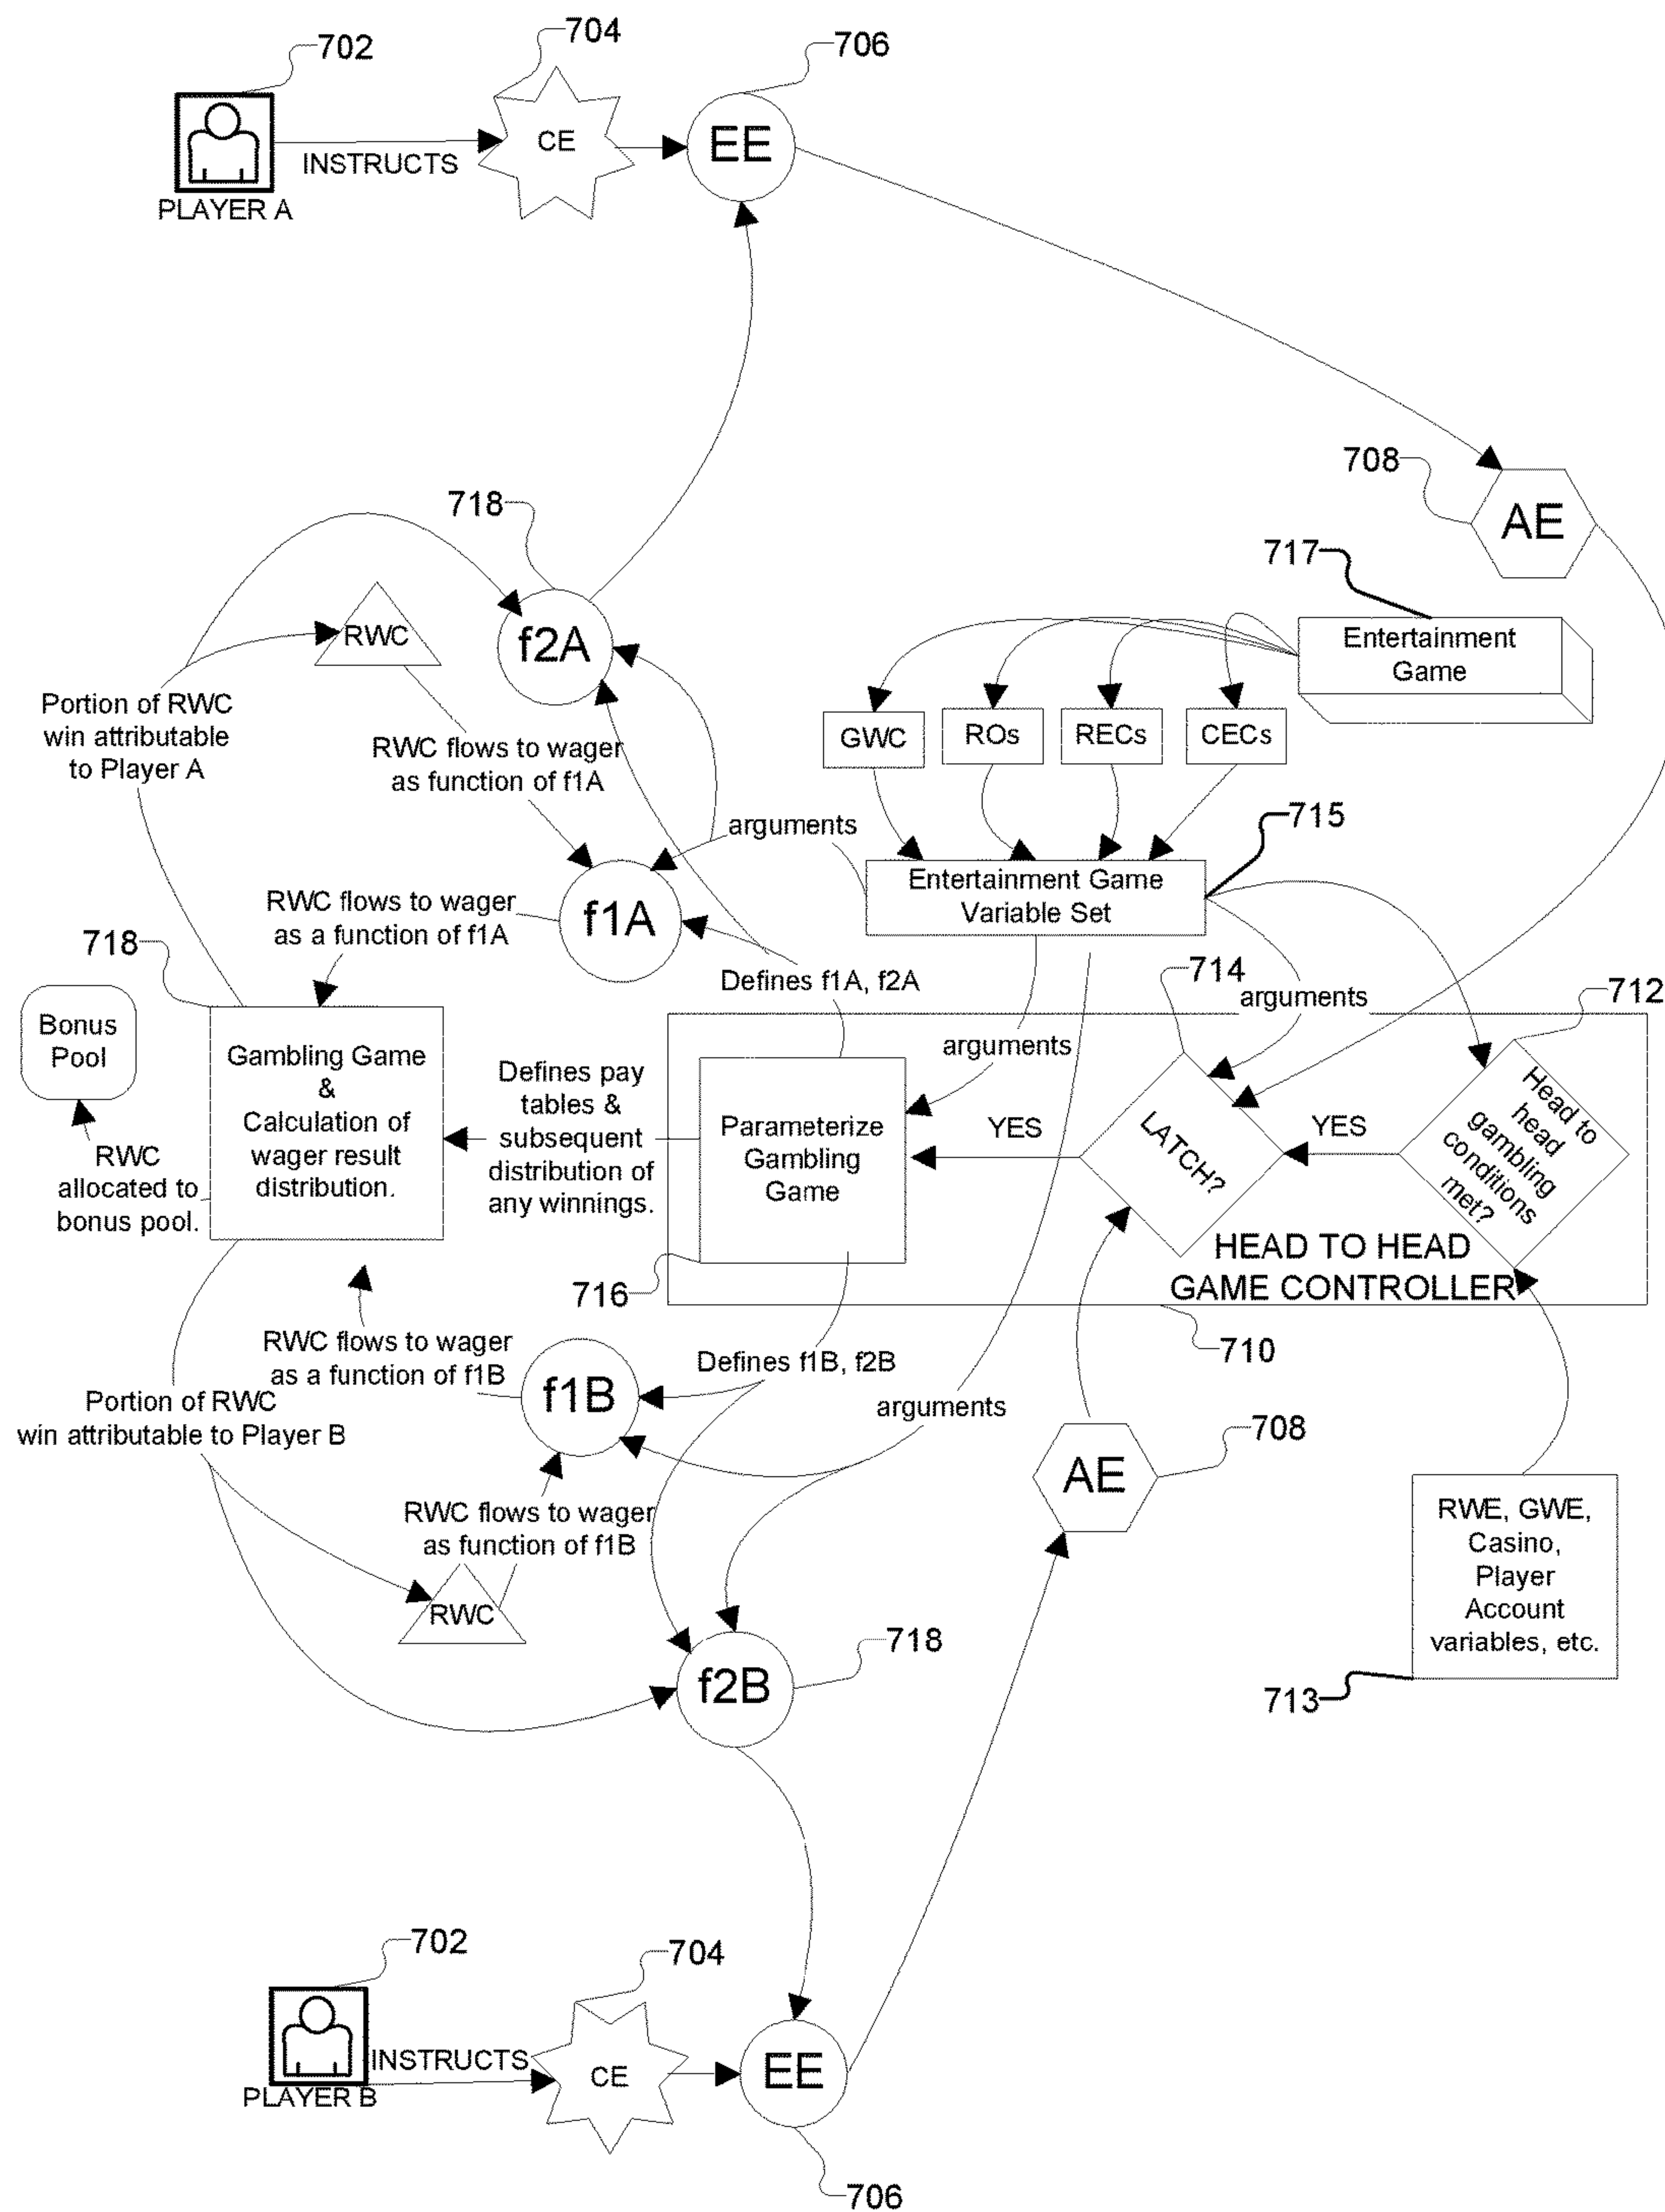 702
704
706
CE
EE
INSTRUCTS
PLAYER A
708
AE
718
717
f2A
RWC
Entertainment
Game
Portion of RWC
win attributable
to Player A
RWC flows to wager
as function of f1A
GWC
ROs
RECs
CECs
arguments
715
Entertainment Game
Variable Set
RWC flows to wager
as a function of f1A
f1A
718
714
712
Defines f1A, f2A
arguments
Bonus
Pool
Gambling Game
&
Calculation of
wager result
distribution.
Defines pay
tables &
subsequent
distribution of
any winnings.
arguments
Parameterize
Gambling
Game
YES
LATCH?
YES
Head to
head
gambling
conditions
met?
RWC
allocated to
bonus pool.
HEAD TO HEAD
GAME CONTROLLER
716
710
RWC flows to wager
as a function of f1B
f1B
Defines f1B, f2B
Portion of RWC
win attributable to Player B
arguments
708
AE
RWC flows to wager
as function of f1B
RWC
RWE, GWE,
Casino,
Player
Account
variables, etc.
718
f2B
713
702
704
INSTRUCTS
CE
EE
PLAYER B
706